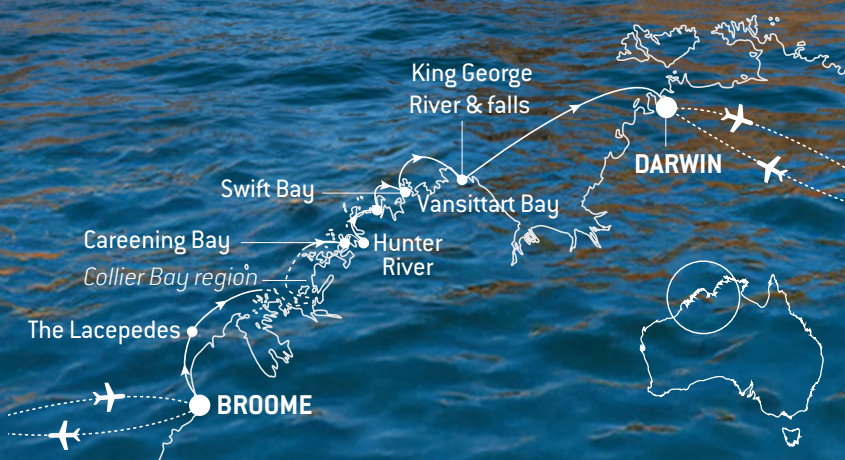 King George
River & falls
DARWIN
Swift Bay
Vansittart Bay
Careening Bay
Hunter
River
Collier Bay region
The Lacepedes
BROOME